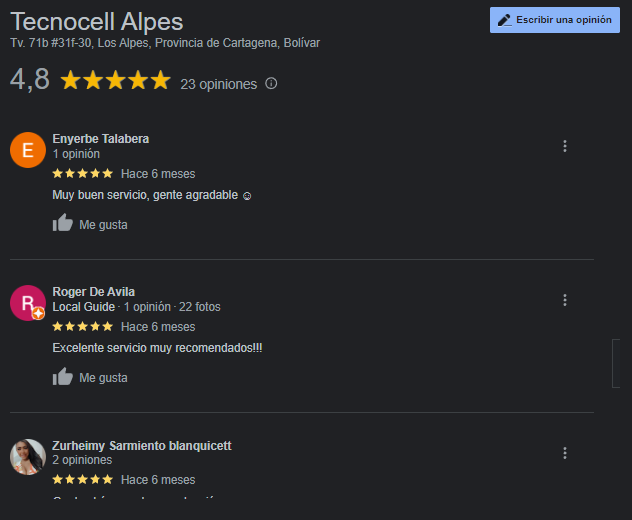 Tecnocell Alpes
Escribir una opinión
Tv. 71b #31f-30, Los Alpes, Provincia de Cartagena, Bolívar
4,8 23 opiniones
E
Enyerbe Talabera
1 opinión
Hace 6 meses
Muy buen servicio, gente agradable ☺
Me gusta
R
Roger De Avila
Local Guide · 1 opinión · 22 fotos
Hace 6 meses
Excelente servicio muy recomendados!!!
Me gusta
Zurheimy Sarmiento blanquicett
2 opiniones
Hace 6 meses